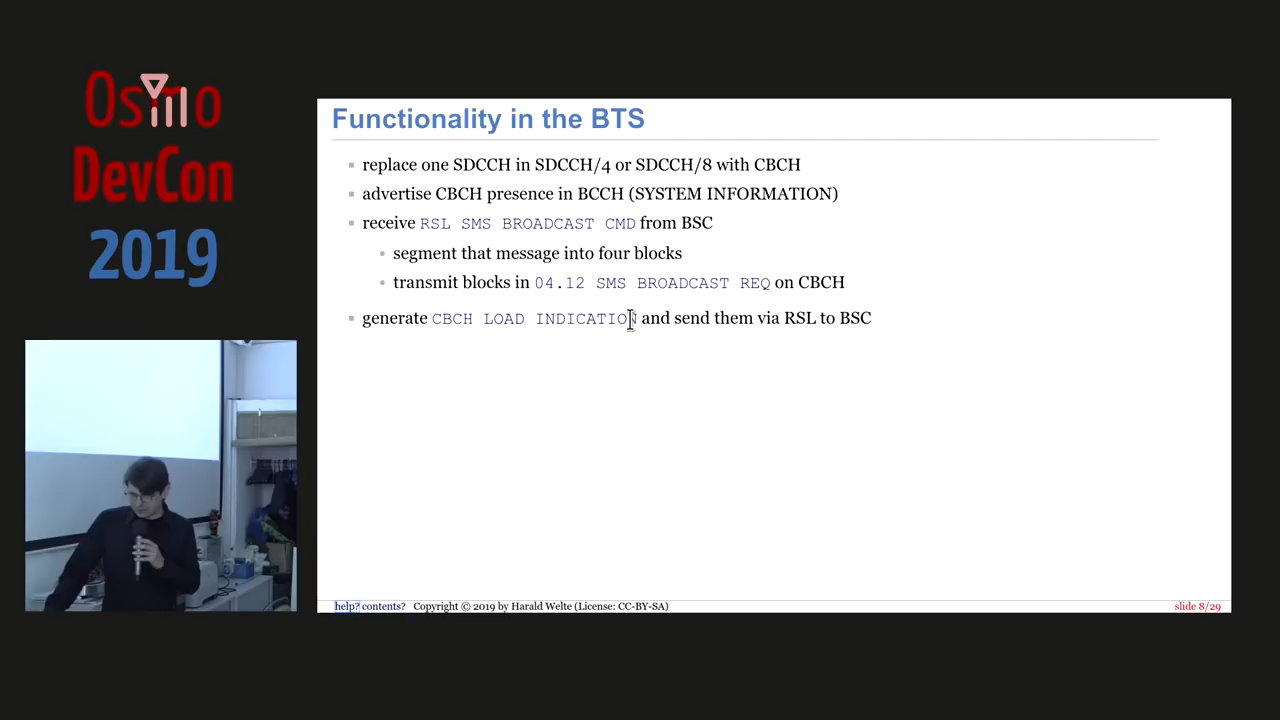 Osmo
DevCon
2019
Functionality in the BTS
replace one SDCCH in SDCCH/4 or SDCCH/8 with CBCH
advertise CBCH presence in BCCH (SYSTEM INFORMATION)
receive RSL SMS BROADCAST CMD from BSC
segment that message into four blocks
transmit blocks in 04.12 SMS BROADCAST REQ on CBCH
generate CBCH LOAD INDICATION and send them via RSL to BSC
help? contents? Copyright © 2019 by Harald Welte (License: CC-BY-SA)
slide 8/29